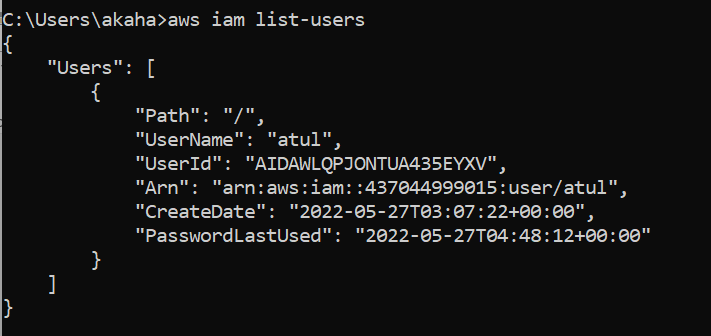 C:\Users\akaha>aws iam list-users
{
    "Users": [
        {
            "Path": "/",
            "UserName": "atul",
            "UserId": "AIDAWLQPJONTUA435EYXV",
            "Arn": "arn:aws:iam::437044999015:user/atul",
            "CreateDate": "2022-05-27T03:07:22+00:00",
            "PasswordLastUsed": "2022-05-27T04:48:12+00:00"
        }
    ]
}